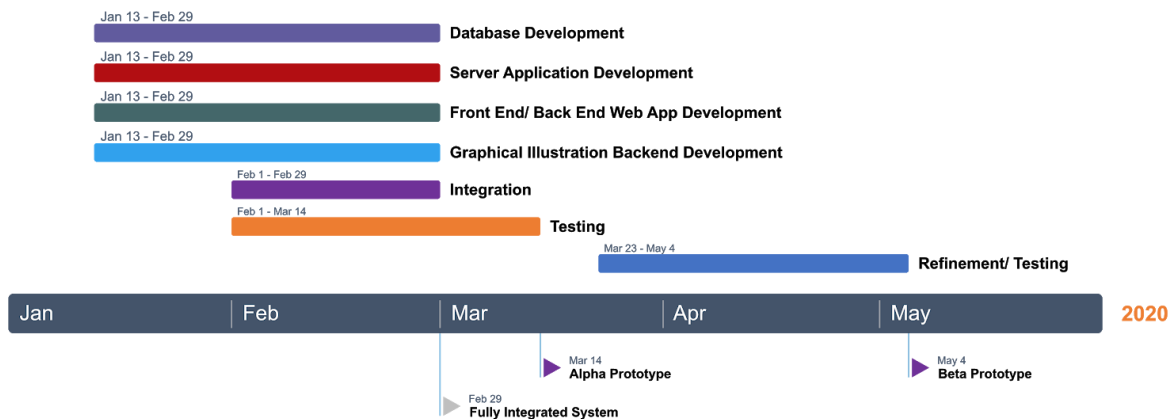 Jan 13 - Feb 29
Database Development
Jan 13 - Feb 29
Server Application Development
Jan 13 - Feb 29
Front End/ Back End Web App Development
Jan 13 - Feb 29
Graphical Illustration Backend Development
Feb 1 - Feb 29
Integration
Feb 1 - Mar 14
Testing
Mar 23 - May 4
Refinement/ Testing
Jan Feb Mar Apr May 2020
Mar 14
Alpha Prototype
May 4
Beta Prototype
Feb 29
Fully Integrated System